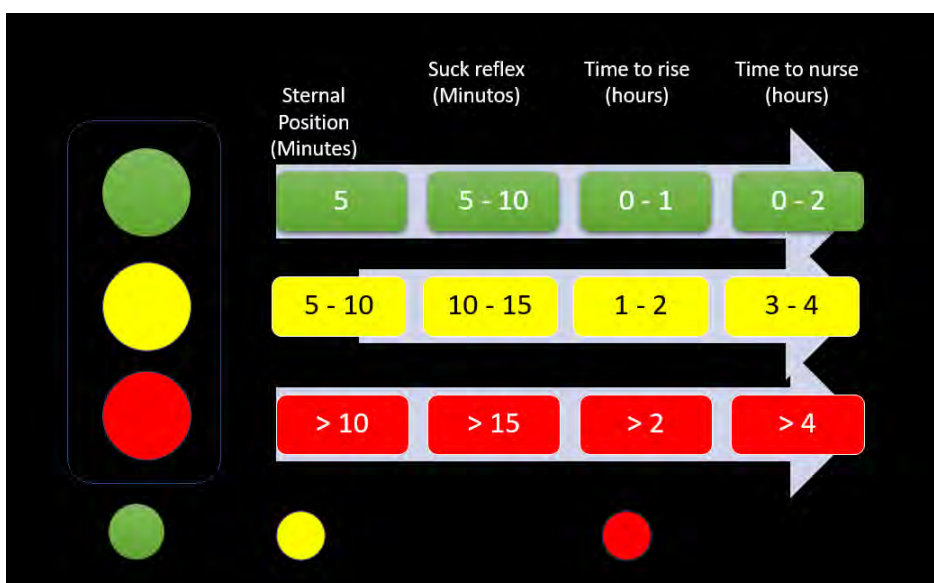 Sternal
Position
(Minutes)
Suck reflex
(Minutos)
Time to rise
(hours)
Time to nurse
(hours)
5
5 - 10
0 - 1
0 - 2
5 - 10
10 - 15
1 - 2
3 - 4
> 10
> 15
> 2
> 4